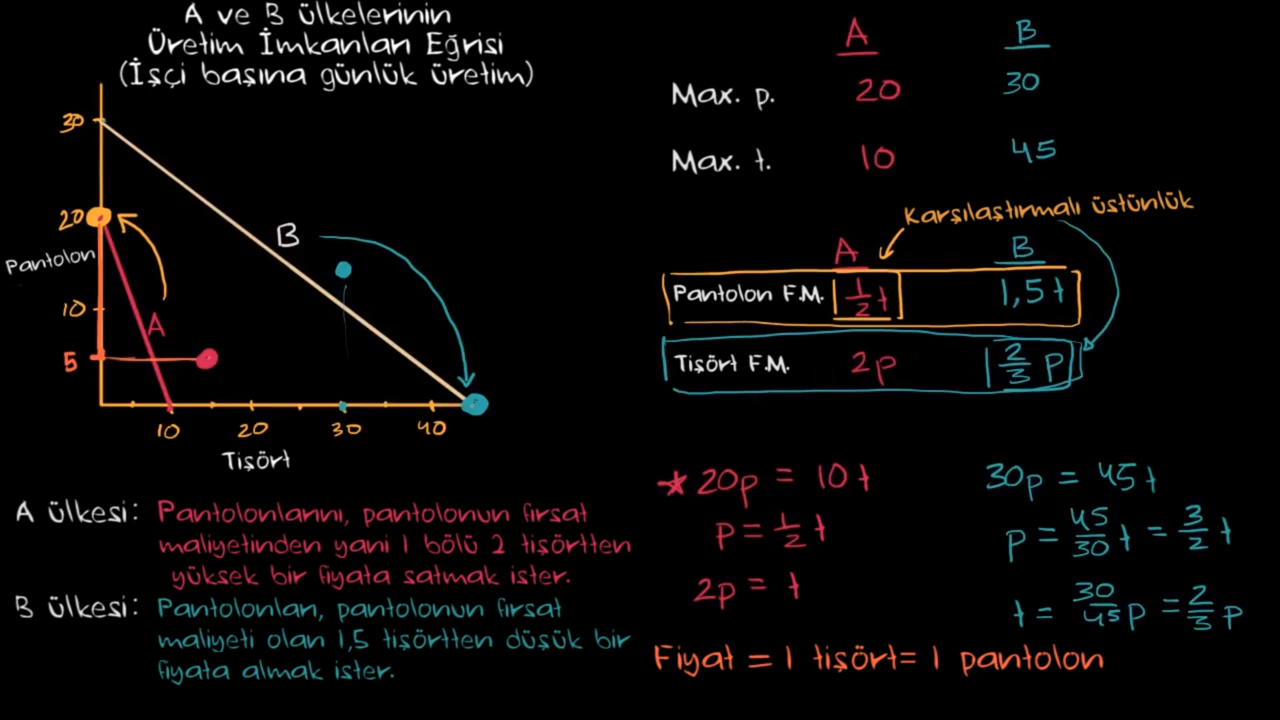 A ve B ülkelerinin
Üretim İmkanları Eğrisi
(İşçi başına günlük üretim)
30
20
Pantolon
10
5
B
A
10 20 30 40
Tişört
A B
Max. p. 20 30
Max. t. 10 45
Karşılaştırmalı üstünlük
A B
Pantolon F.M. 1/2 t 1,5 t
Tişört F.M. 2p 2/3 p
A ülkesi: Pantolonlarını, pantolonun fırsat
maliyetinden yani 1 bölü 2 tişörtten
yüksek bir fiyata satmak ister.
B ülkesi: Pantolonları, pantolonun fırsat
maliyeti olan 1,5 tişörtten düşük bir
fiyata almak ister.
* 20p = 10t
p = 1/2 t
2p = t
30p = 45t
p = 45/30 t = 3/2 t
t = 30/45 p = 2/3 p
Fiyat = 1 tişört = 1 pantolon